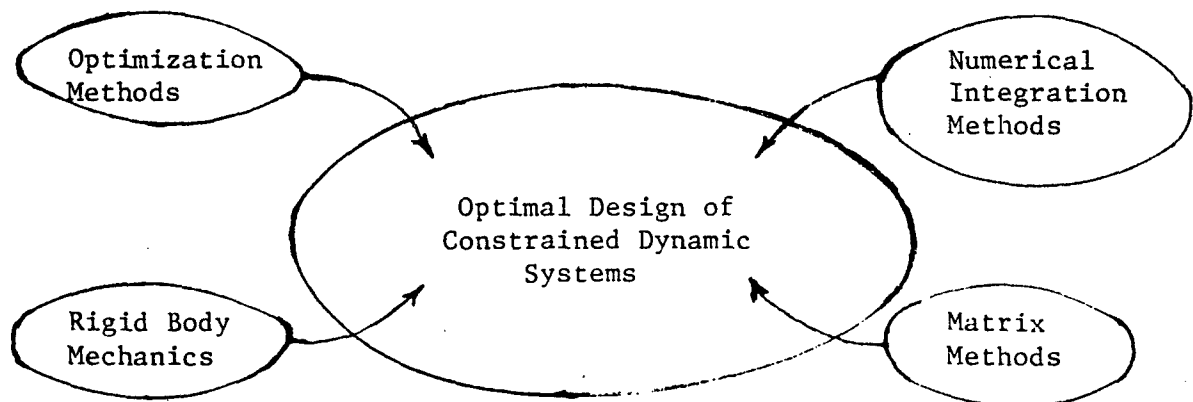 Optimization
Methods
Numerical
Integration
Methods
Optimal Design of
Constrained Dynamic
Systems
Rigid Body
Mechanics
Matrix
Methods